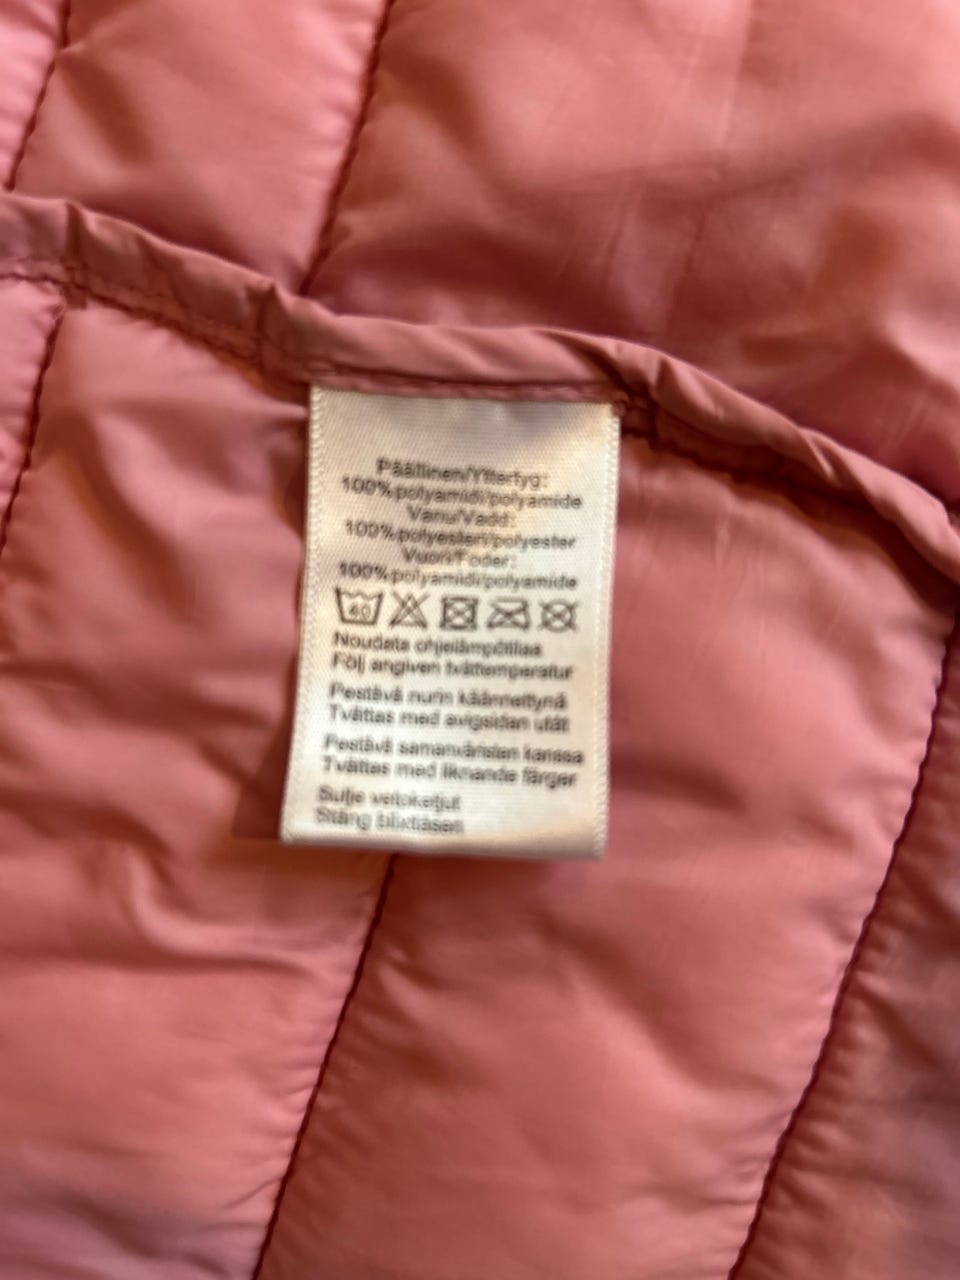 Päällinen/Yttertyg:
100% polyamidi/polyamide
Vanu/Vadd:
100% polyesteri/polyester
Vuori/Foder:
100% polyamidi/polyamide
40
Noudata ohjelämpötilaa
Följ angiven tvättemperatur
Pestävä nurin käännettynä
Tvättas med avigsidan utåt
Pestävä samanväristen kanssa
Tvättas med liknande färger
Sulje vetoketjut
Stäng blixtlåsen